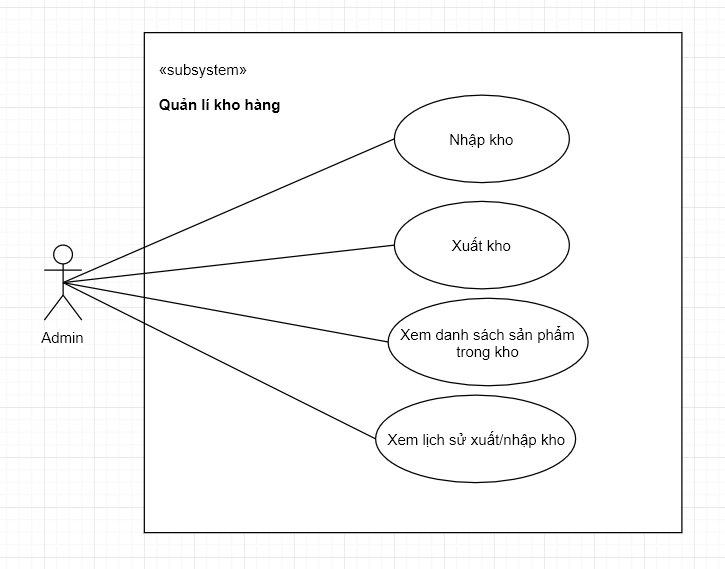 «subsystem»
Quản lí kho hàng
Nhập kho
Xuất kho
Xem danh sách sản phẩm
trong kho
Admin
Xem lịch sử xuất/nhập kho